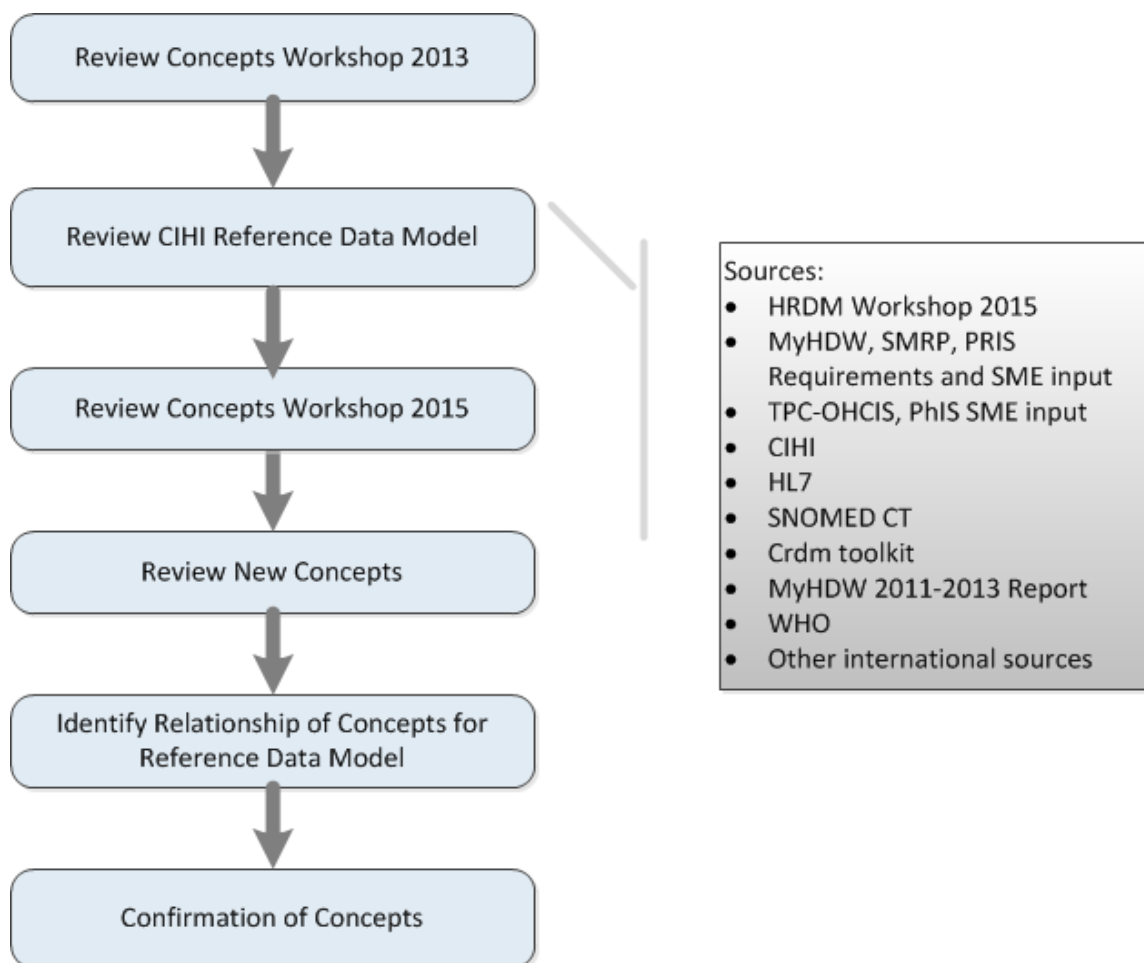 Review Concepts Workshop 2013
Review CIHI Reference Data Model
Review Concepts Workshop 2015
Review New Concepts
Identify Relationship of Concepts for
Reference Data Model
Confirmation of Concepts
Sources:
• HRDM Workshop 2015
• MyHDW, SMRP, PRIS
Requirements and SME input
• TPC-OHCIS, PhIS SME input
• CIHI
• HL7
• SNOMED CT
• Crdm toolkit
• MyHDW 2011-2013 Report
• WHO
• Other international sources